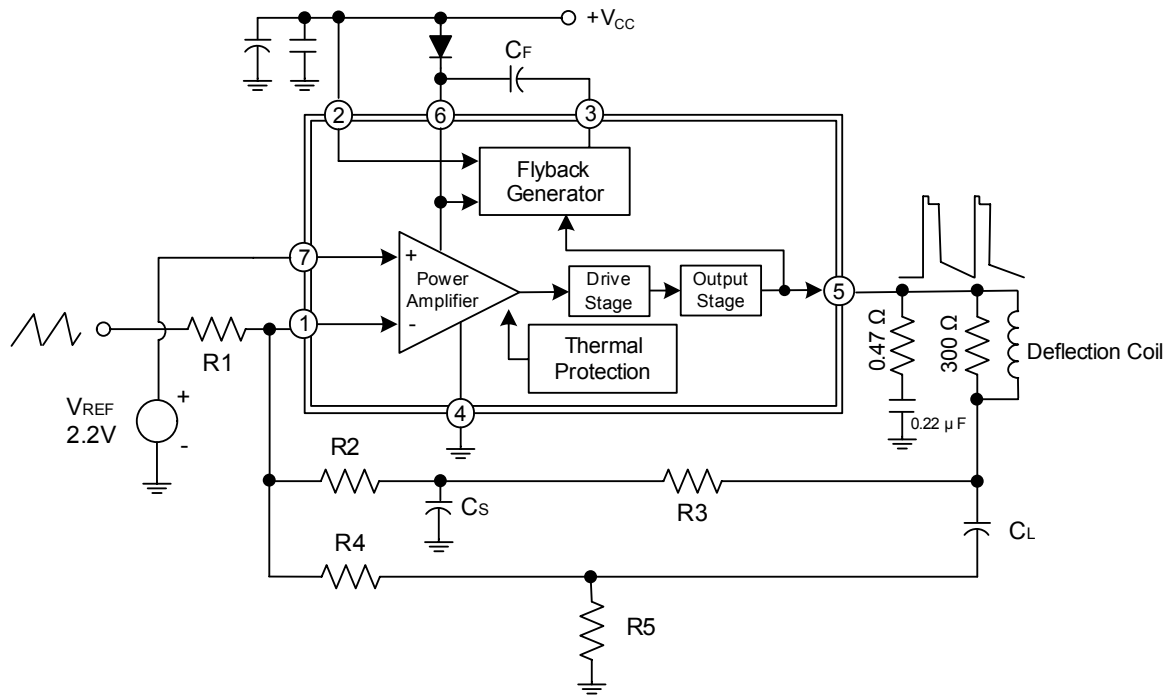 +VCC
CF
2
6
3
Flyback
Generator
7
+
Power
Amplifier
-
Drive
Stage
Output
Stage
5
1
R1
Thermal
Protection
0.47 Ω
300 Ω
Deflection Coil
VREF
2.2V
+
-
4
0.22 µ F
R2
CS
R3
CL
R4
R5